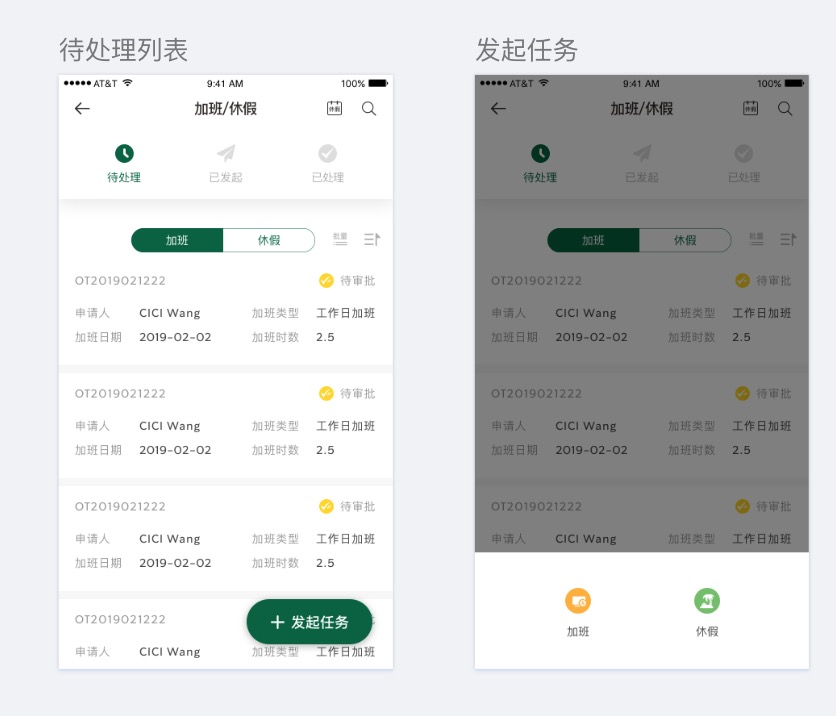 待处理列表
AT&T 9:41 AM 100%
加班/休假 休假
待处理 已发起 已处理
加班 休假 批量
OT2019021222 待审批
申请人 CICI Wang 加班类型 工作日加班
加班日期 2019-02-02 加班时数 2.5
OT2019021222 待审批
申请人 CICI Wang 加班类型 工作日加班
加班日期 2019-02-02 加班时数 2.5
OT2019021222 待审批
申请人 CICI Wang 加班类型 工作日加班
加班日期 2019-02-02 加班时数 2.5
OT2019021222
+ 发起任务
申请人 CICI Wang 加班类型 工作日加班
发起任务
AT&T 9:41 AM 100%
加班/休假 休假
待处理 已发起 已处理
加班 休假 批量
OT2019021222 待审批
申请人 CICI Wang 加班类型 工作日加班
加班日期 2019-02-02 加班时数 2.5
OT2019021222 待审批
申请人 CICI Wang 加班类型 工作日加班
加班日期 2019-02-02 加班时数 2.5
OT2019021222 待审批
申请人 CICI Wang 加班类型 工作日加班
加班 休假